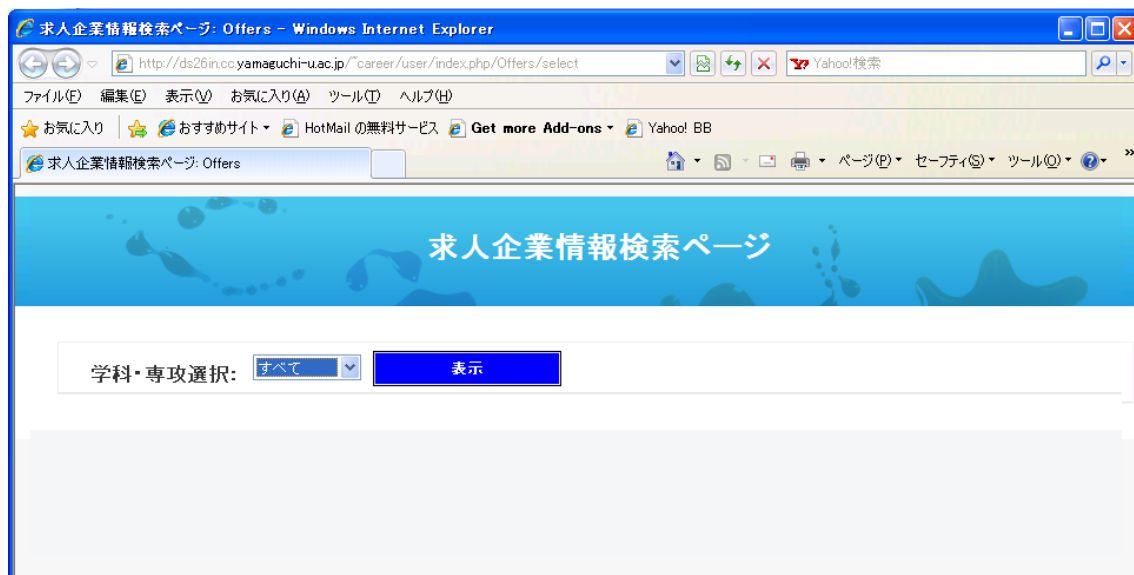 求人企業情報検索ページ: Offers - Windows Internet Explorer
http://ds26in.cc.yamaguchi-u.ac.jp/~career/user/index.php/Offers/select Yahoo!検索
ファイル(F) 編集(E) 表示(V) お気に入り(A) ツール(T) ヘルプ(H)
お気に入り おすすめサイト HotMail の無料サービス Get more Add-ons Yahoo! BB
求人企業情報検索ページ: Offers ページ(P) セーフティ(S) ツール(O) »
求人企業情報検索ページ
学科・専攻選択: すべて 表示